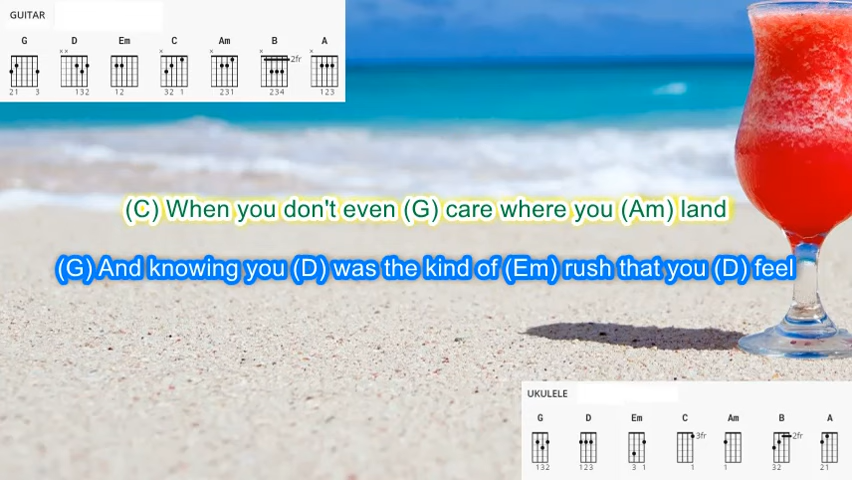 GUITAR
G D Em C Am B A
xx x x x x
2fr
21 3 132 12 32 1 231 234 123
(C) When you don't even (G) care where you (Am) land
(G) And knowing you (D) was the kind of (Em) rush that you (D) feel
UKULELE
G D Em C Am B A
3fr 2fr
132 123 3 1 1 1 32 21